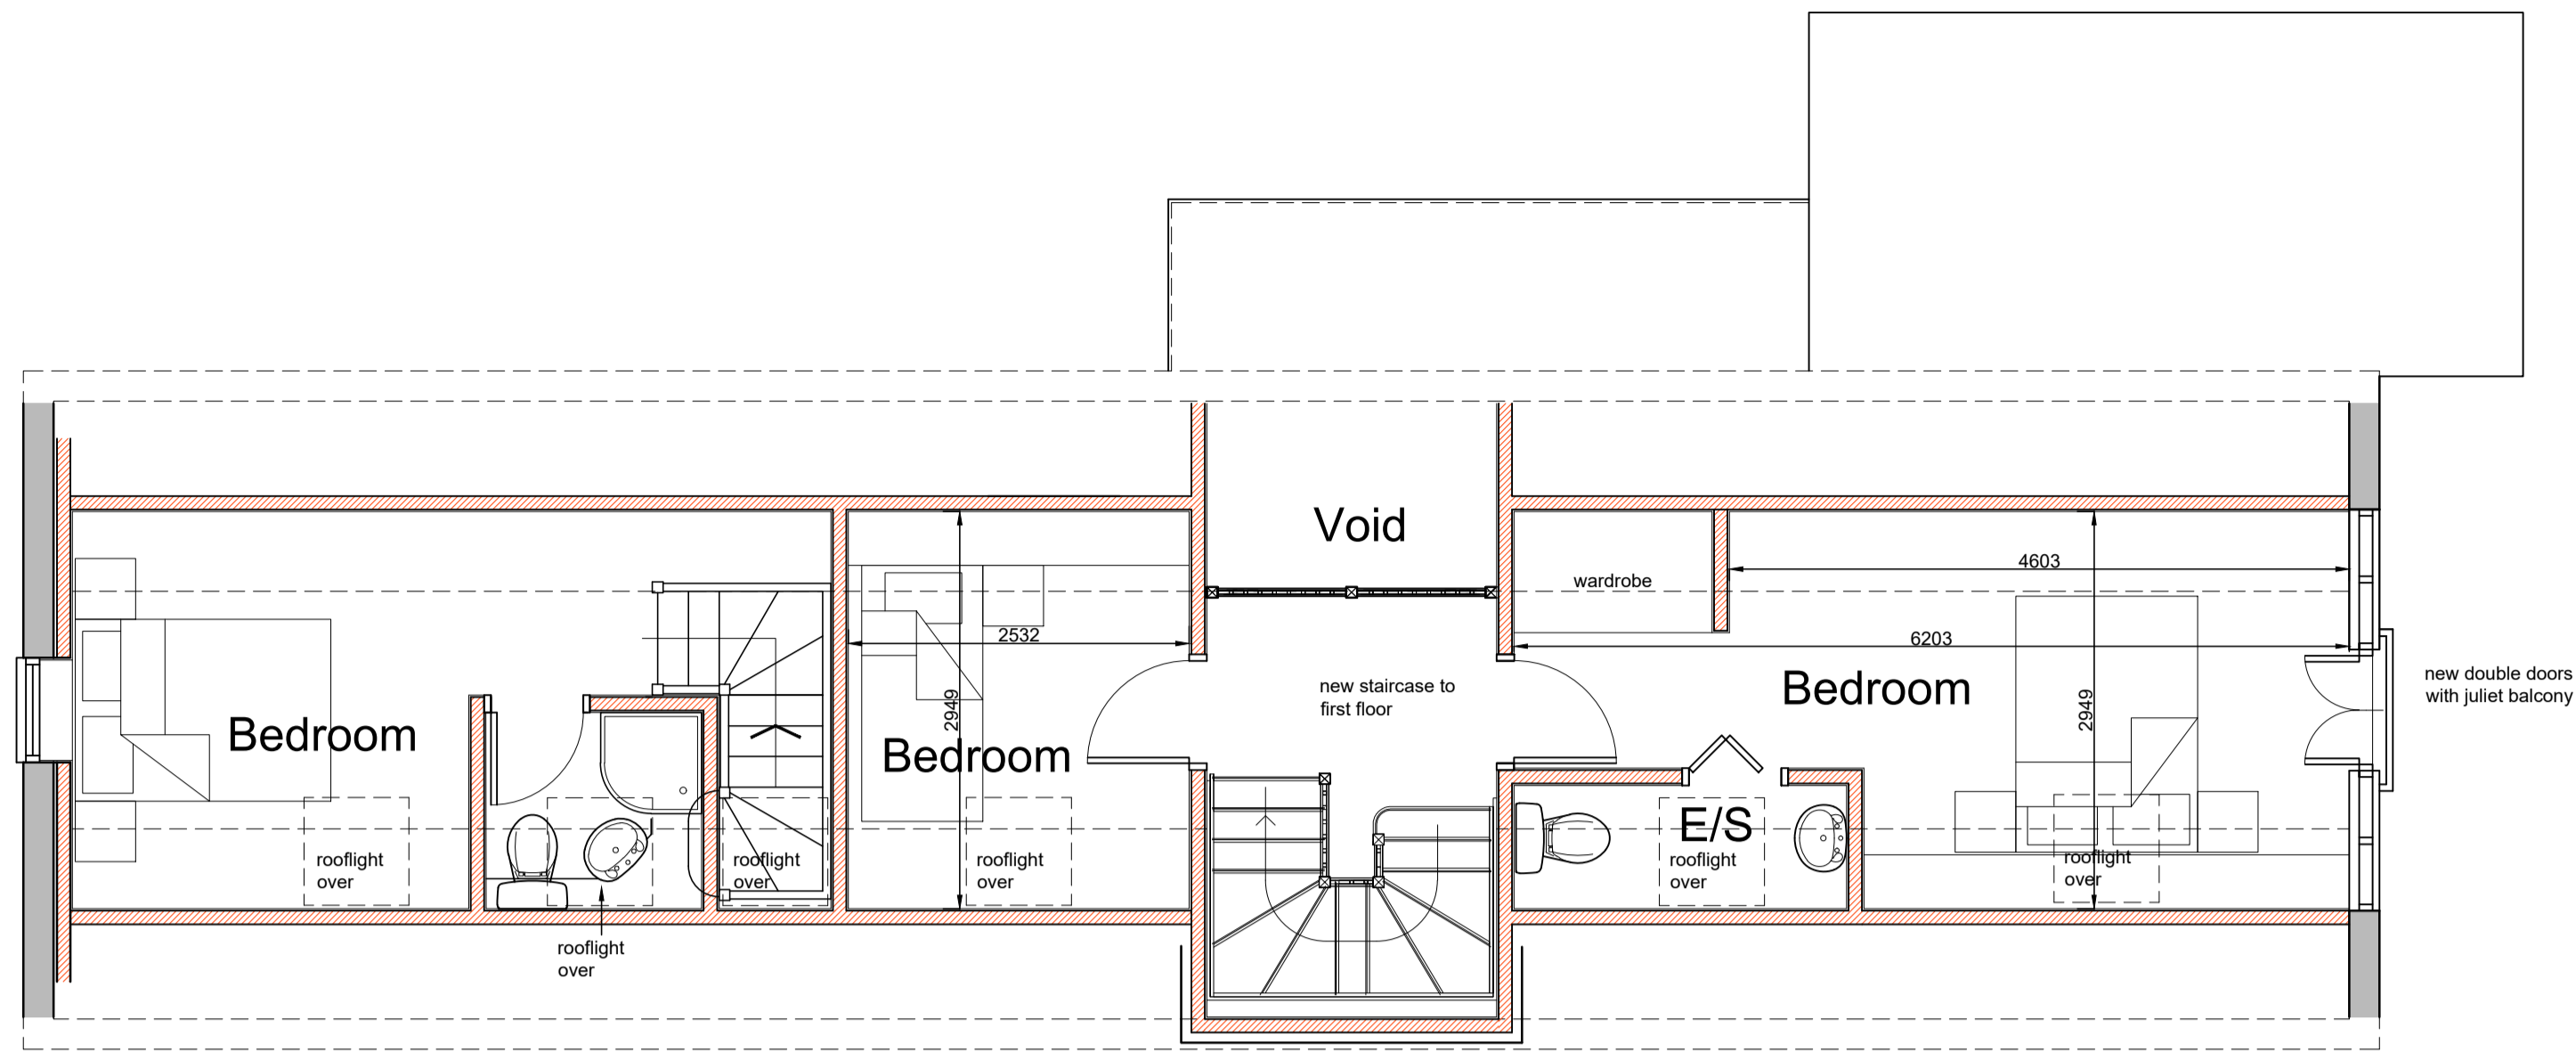 Void
wardrobe
4603
2532
6203
new staircase to
first floor
new double doors
with juliet balcony
Bedroom
Bedroom
2949
Bedroom
2949
E/S
rooflight
over
rooflight
over
rooflight
over
rooflight
over
rooflight
over
rooflight
over